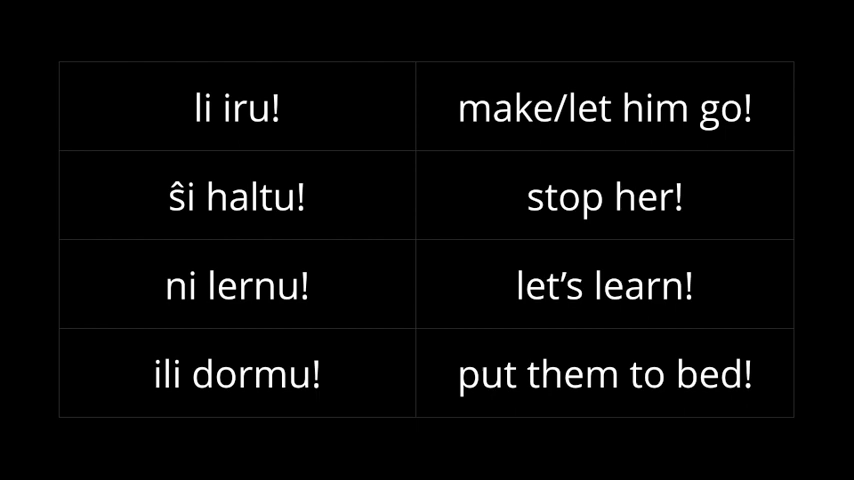 li iru! make/let him go!
ŝi haltu! stop her!
ni lernu! let’s learn!
ili dormu! put them to bed!